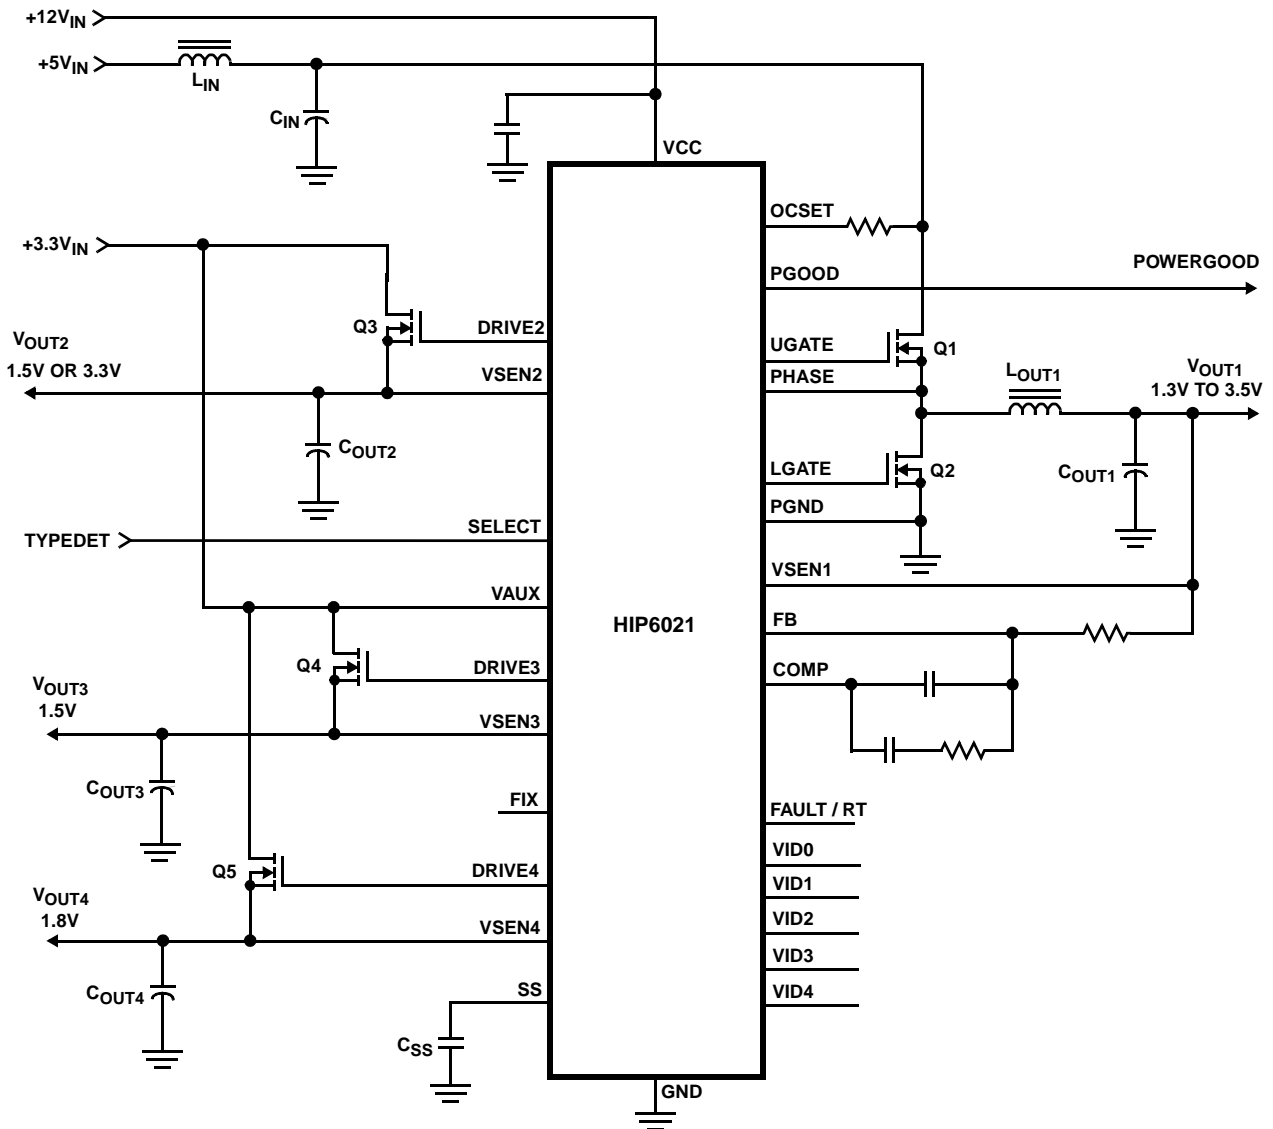 +12VIN
+5VIN
LIN
CIN
VCC
OCSET
+3.3VIN
PGOOD
POWERGOOD
Q3
DRIVE2
UGATE
Q1
VOUT2
1.5V OR 3.3V
VSEN2
PHASE
LOUT1
VOUT1
1.3V TO 3.5V
COUT2
LGATE
Q2
COUT1
PGND
SELECT
TYPEDET
VSEN1
VAUX
HIP6021
FB
Q4
DRIVE3
COMP
VOUT3
1.5V
VSEN3
COUT3
FIX
FAULT / RT
VID0
Q5
DRIVE4
VID1
VOUT4
1.8V
VSEN4
VID2
VID3
COUT4
SS
VID4
CSS
GND